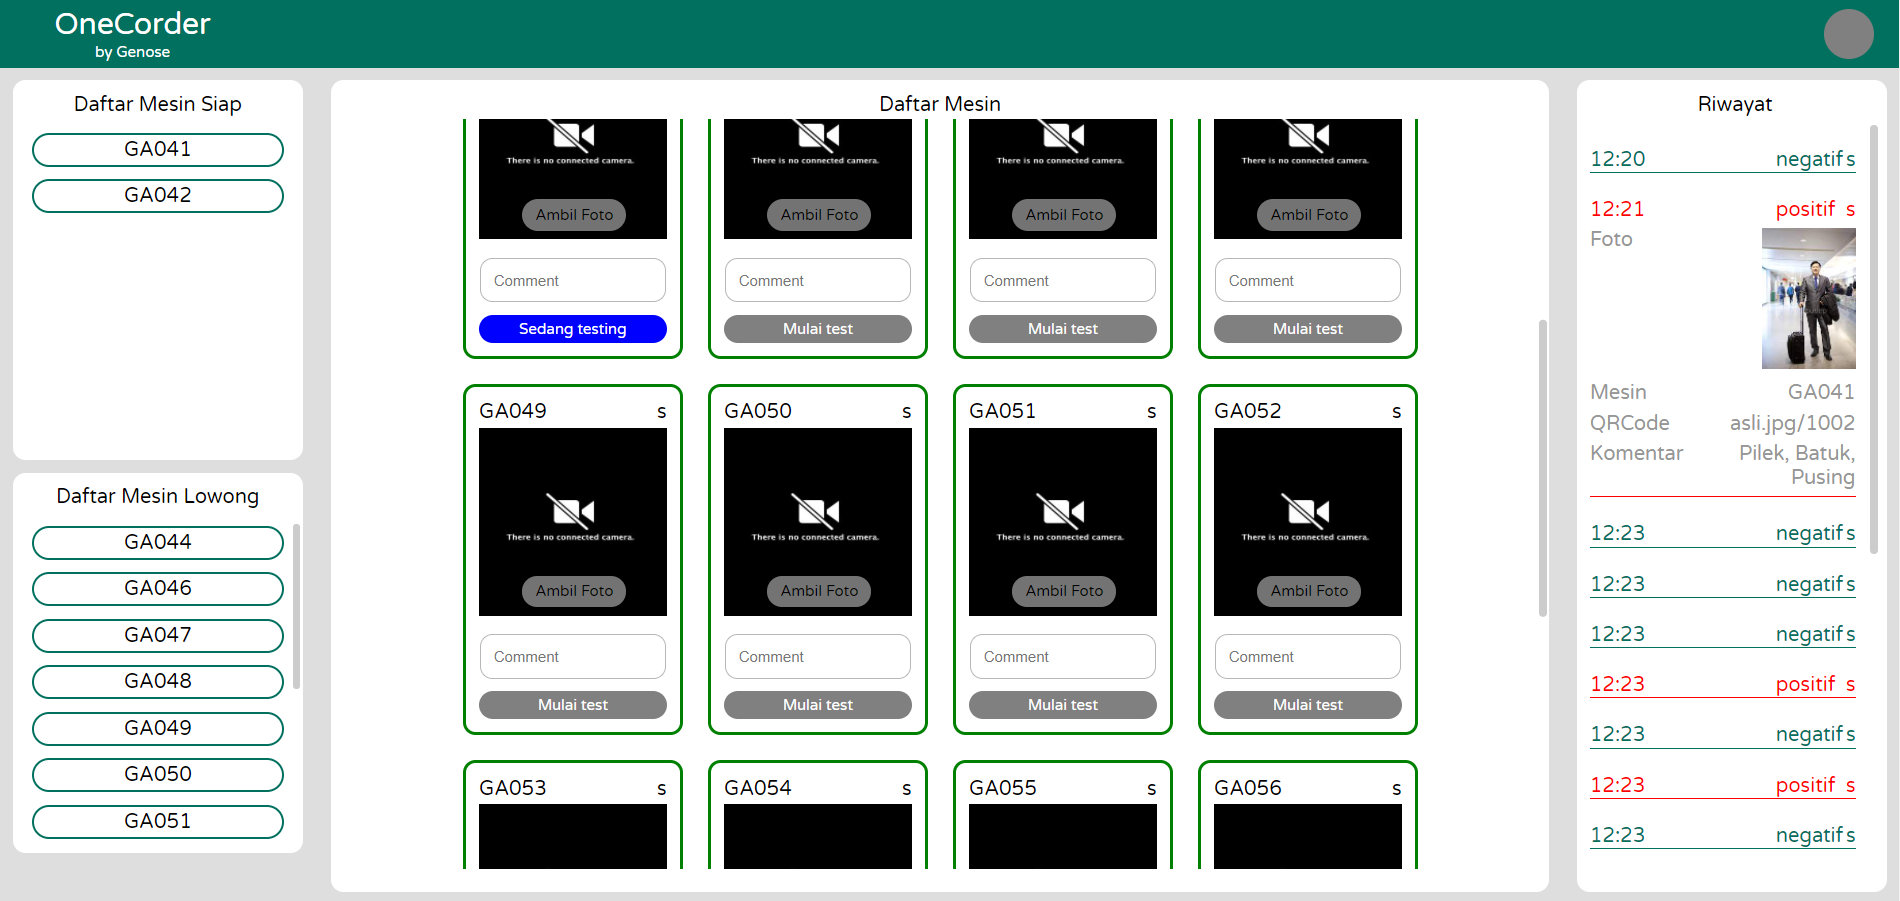 OneCorder
by Genose
Daftar Mesin Siap
GA041
GA042
Daftar Mesin Lowong
GA044
GA046
GA047
GA048
GA049
GA050
GA051
Daftar Mesin
There is no connected camera. There is no connected camera. There is no connected camera. There is no connected camera.
Ambil Foto Ambil Foto Ambil Foto Ambil Foto
Comment Comment Comment Comment
Sedang testing Mulai test Mulai test Mulai test
GA049 s GA050 s GA051 s GA052 s
There is no connected camera. There is no connected camera. There is no connected camera. There is no connected camera.
Ambil Foto Ambil Foto Ambil Foto Ambil Foto
Comment Comment Comment Comment
Mulai test Mulai test Mulai test Mulai test
GA053 s GA054 s GA055 s GA056 s
Riwayat
12:20 negatif s
12:21 positif s
Foto
Mesin GA041
QRCode asli.jpg/1002
Komentar Pilek, Batuk,
Pusing
12:23 negatif s
12:23 negatif s
12:23 negatif s
12:23 positif s
12:23 negatif s
12:23 positif s
12:23 negatif s